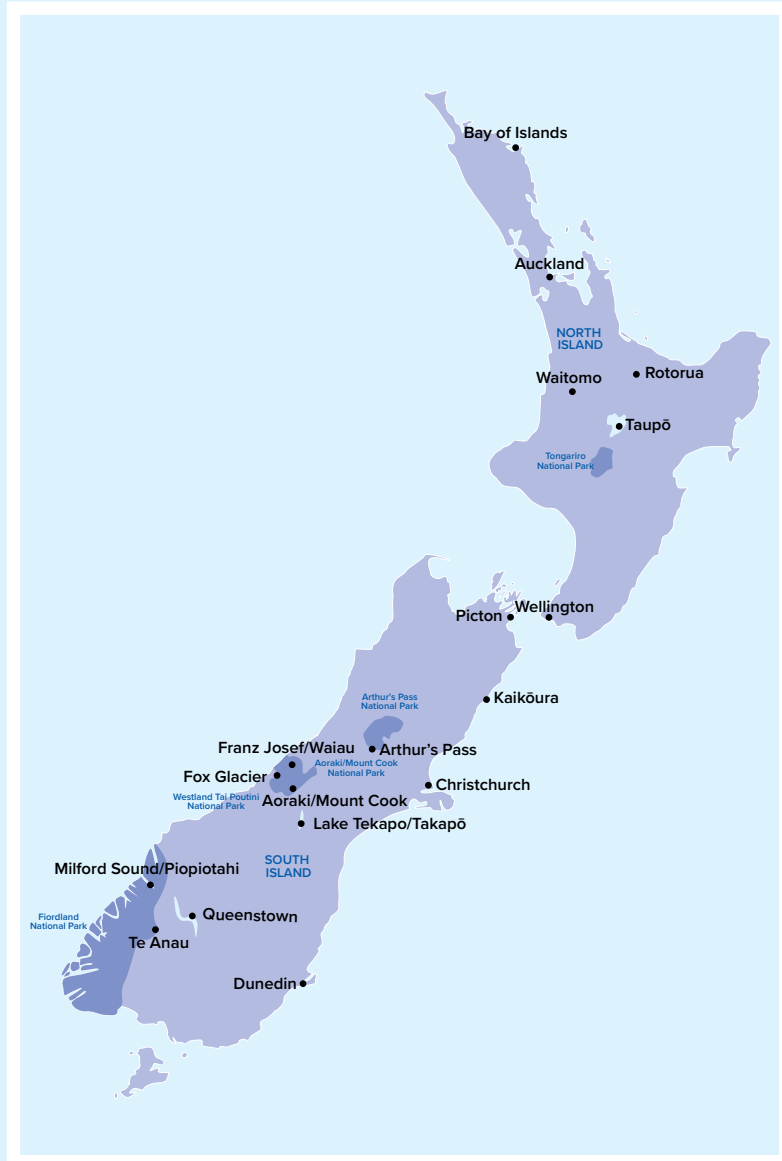 Bay of Islands
Auckland
NORTH
ISLAND
Waitomo
Rotorua
Taupō
Tongariro
National Park
Wellington
Picton
Kaikōura
Arthur's Pass
National Park
Franz Josef/Waiau
Arthur's Pass
Aoraki/Mount Cook
National Park
Fox Glacier
Christchurch
Westland Tai Poutini
National Park
Aoraki/Mount Cook
Lake Tekapo/Takapō
SOUTH
ISLAND
Milford Sound/Piopiotahi
Fiordland
National Park
Queenstown
Te Anau
Dunedin